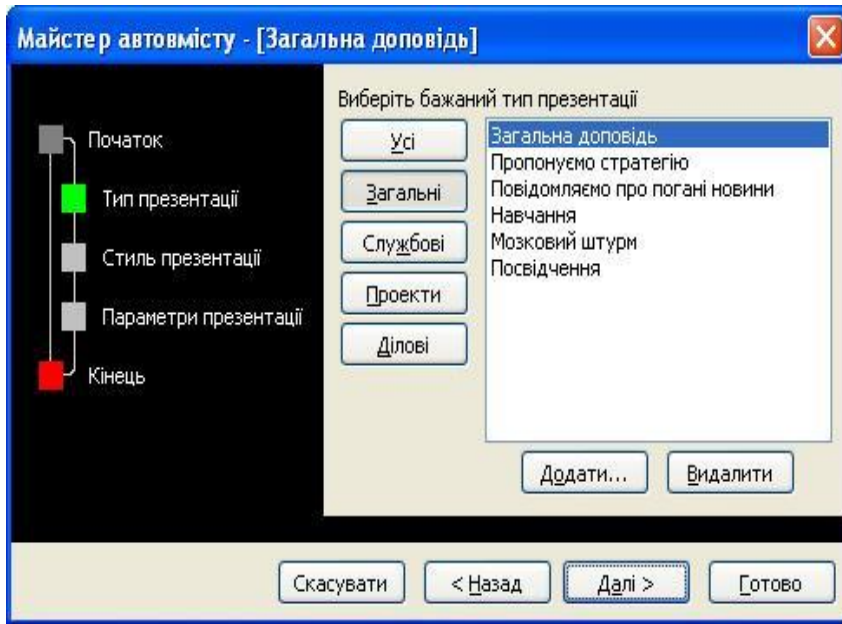 Майстер автовмісту - [Загальна доповідь]
Початок
Тип презентації
Стиль презентації
Параметри презентації
Кінець
Виберіть бажаний тип презентації
Усі
Загальні
Службові
Проекти
Ділові
Загальна доповідь
Пропонуємо стратегію
Повідомляємо про погані новини
Навчання
Мозковий штурм
Посвідчення
Додати...
Видалити
Скасувати
< Назад
Далі >
Готово